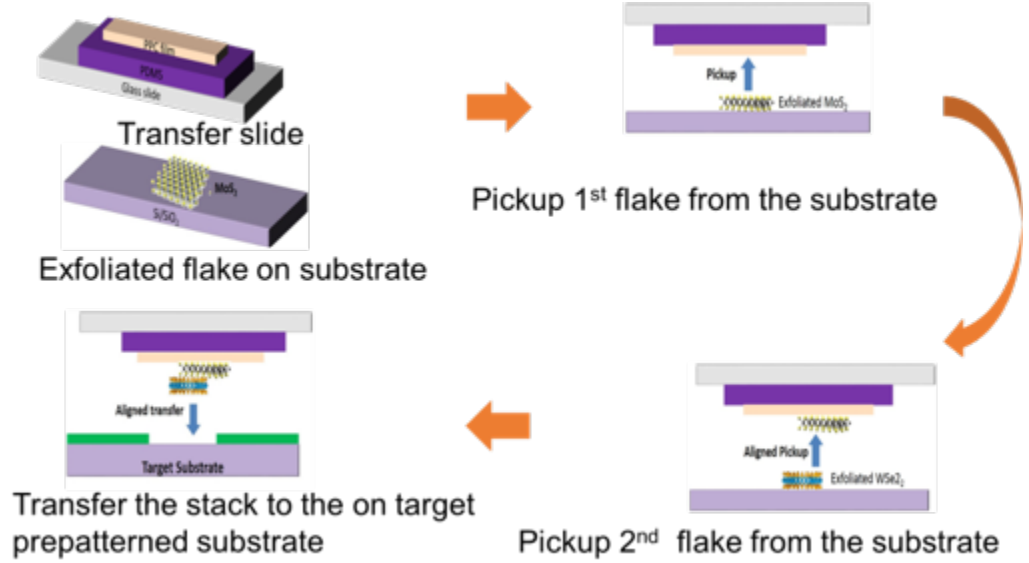 PPC film
PDMS
Glass slide
Transfer slide
MoS₂
Si/SiO₂
Exfoliated flake on substrate
Pickup
Exfoliated MoS₂
Pickup 1ˢᵗ flake from the substrate
Aligned Pickup
Exfoliated WSe2₂
Pickup 2ⁿᵈ flake from the substrate
Aligned transfer
Target Substrate
Transfer the stack to the on target
prepatterned substrate